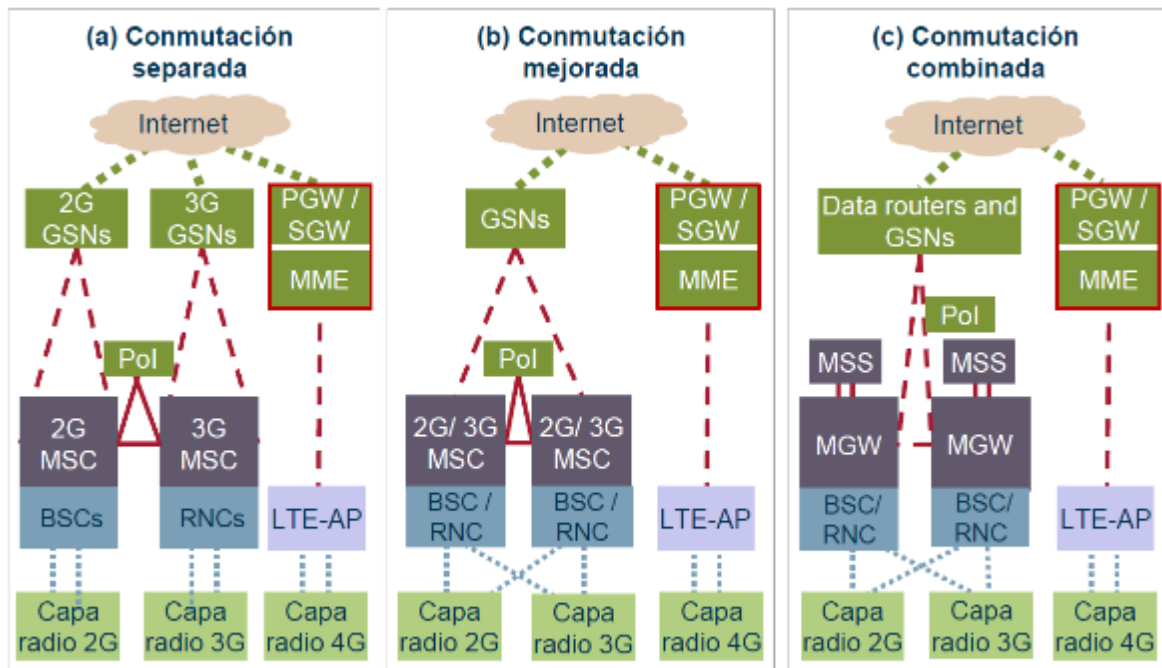 (a) Conmutación
separada
Internet
2G
GSNs
3G
GSNs
PGW /
SGW
MME
PoI
2G
MSC
3G
MSC
BSCs
RNCs
LTE-AP
Capa
radio 2G
Capa
radio 3G
Capa
radio 4G
(b) Conmutación
mejorada
Internet
GSNs
PGW /
SGW
MME
PoI
2G/ 3G
MSC
2G/ 3G
MSC
BSC /
RNC
BSC /
RNC
LTE-AP
Capa
radio 2G
Capa
radio 3G
Capa
radio 4G
(c) Conmutación
combinada
Internet
Data routers and
GSNs
PGW /
SGW
MME
PoI
MSS
MSS
MGW
MGW
BSC/
RNC
BSC/
RNC
LTE-AP
Capa
radio 2G
Capa
radio 3G
Capa
radio 4G